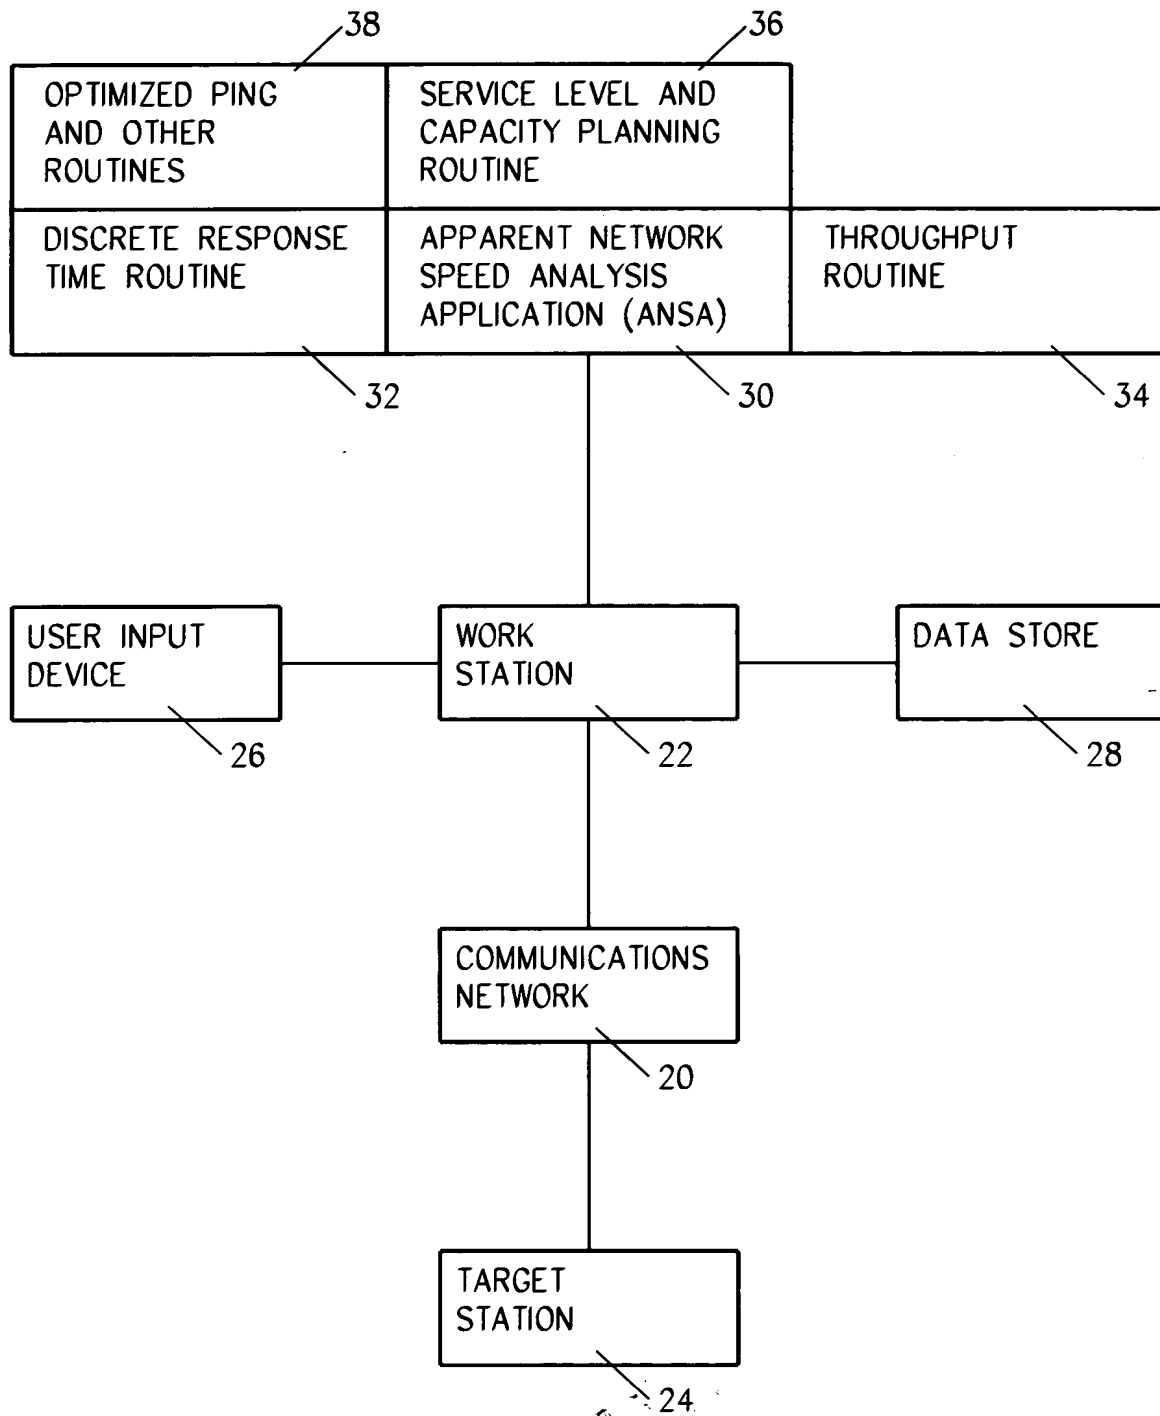 38
36
OPTIMIZED PING
AND OTHER
ROUTINES
SERVICE LEVEL AND
CAPACITY PLANNING
ROUTINE
DISCRETE RESPONSE
TIME ROUTINE
APPARENT NETWORK
SPEED ANALYSIS
APPLICATION (ANSA)
THROUGHPUT
ROUTINE
32
30
34
USER INPUT
DEVICE
WORK
STATION
DATA STORE
26
22
28
COMMUNICATIONS
NETWORK
20
TARGET
STATION
24